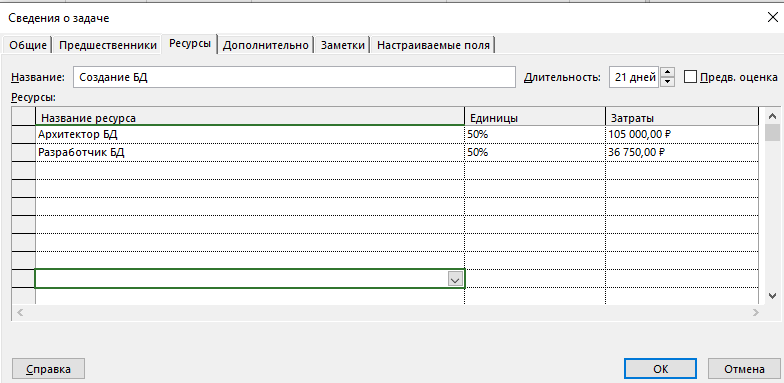 Сведения о задаче
Общие Предшественники Ресурсы Дополнительно Заметки Настраиваемые поля
Название: Создание БД Длительность: 21 дней Предв. оценка
Ресурсы:
Название ресурса Единицы Затраты
Архитектор БД 50% 105 000,00 ₽
Разработчик БД 50% 36 750,00 ₽
Справка ОК Отмена